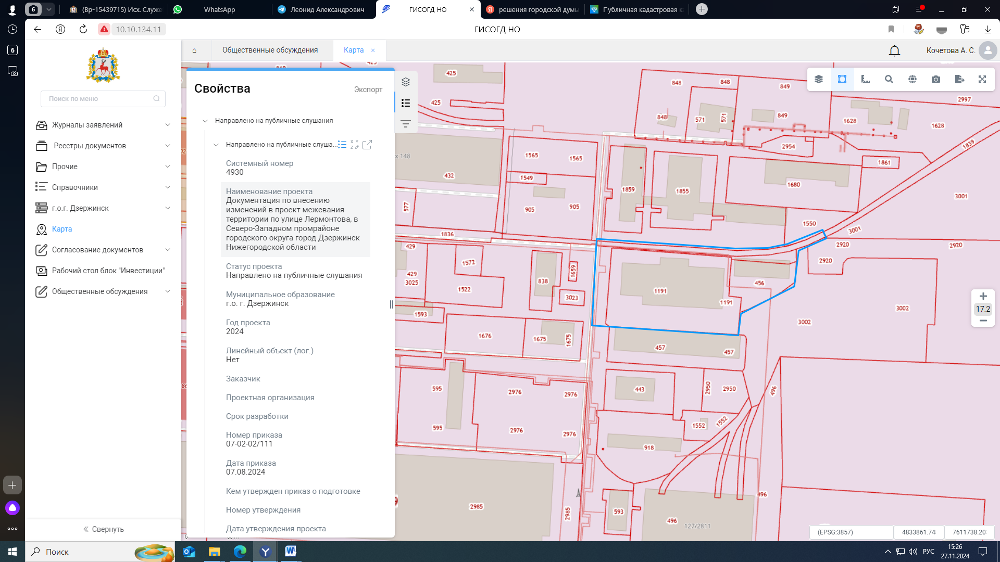 6
(Вр-15439715) Исх. Служе
WhatsApp
Леонид Александрович
ГИСОГД НО
решения городской думы
Публичная кадастровая к
10.10.134.11
ГИСОГД НО
6
Общественные обсуждения
Карта
Кочетова А. С.
Поиск по меню
Журналы заявлений
Реестры документов
Прочие
Справочники
г.о.г. Дзержинск
Карта
Согласование документов
Рабочий стол блок "Инвестиции"
Общественные обсуждения
Свернуть
Свойства
Экспорт
Направлено на публичные слушания
Направлено на публичные слуша...
Системный номер
4930
Наименование проекта
Документация по внесению
изменений в проект межевания
территории по улице Лермонтова, в
Северо-Западном промрайоне
городского округа город Дзержинск
Нижегородской области
Статус проекта
Направлено на публичные слушания
Муниципальное образование
г.о. г. Дзержинск
Год проекта
2024
Линейный объект (лог.)
Нет
Заказчик
Проектная организация
Срок разработки
Номер приказа
07-02-02/111
Дата приказа
07.08.2024
Кем утвержден приказ о подготовке
Номер утверждения
Дата утверждения проекта
425
425
848
848
849
2997
848
571
571
849
1628
1628
2954
1839
1565
1565
1861
х 148
432
1549
1859
1855
1680
3001
577
905
905
1550
3001
1836
2920
2920
2920
429
429
3025
1572
1522
838
1659
3023
1191
1191
456
3002
3002
1593
1676
1675
1675
457
457
595
595
2976
2976
2976
2976
443
2950
2950
496
1552
1552
918
2985
2985
593
496
496
127/2811
17.2
(EPSG:3857)
4833861.74
7611738.20
Поиск
РУС
15:26
27.11.2024